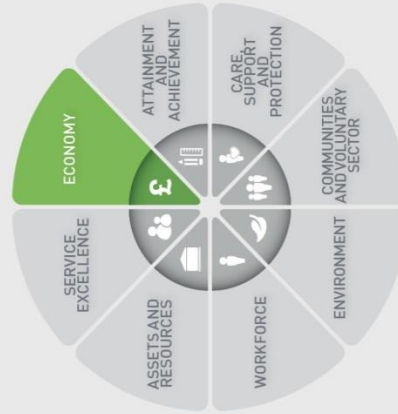 ECONOMY
ATTAINMENT
AND
ACHIEVEMENT
CARE,
SUPPORT
AND
PROTECTION
COMMUNITIES
AND VOLUNTARY
SECTOR
ENVIRONMENT
WORKFORCE
ASSETS AND
RESOURCES
SERVICE
EXCELLENCE
£